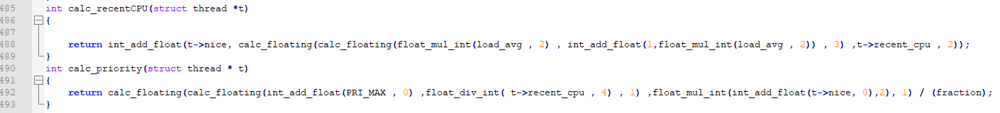 485 int calc_recentCPU(struct thread *t)
486 {
487
488 return int_add_float(t->nice, calc_floating(calc_floating(float_mul_int(load_avg , 2) , int_add_float(1,float_mul_int(load_avg , 2)) , 3) ,t->recent_cpu , 2));
489 }
490 int calc_priority(struct thread * t)
491 {
492 return calc_floating(calc_floating(int_add_float(PRI_MAX , 0) ,float_div_int( t->recent_cpu , 4) , 1) ,float_mul_int(int_add_float(t->nice, 0),2), 1) / (fraction);
493 }